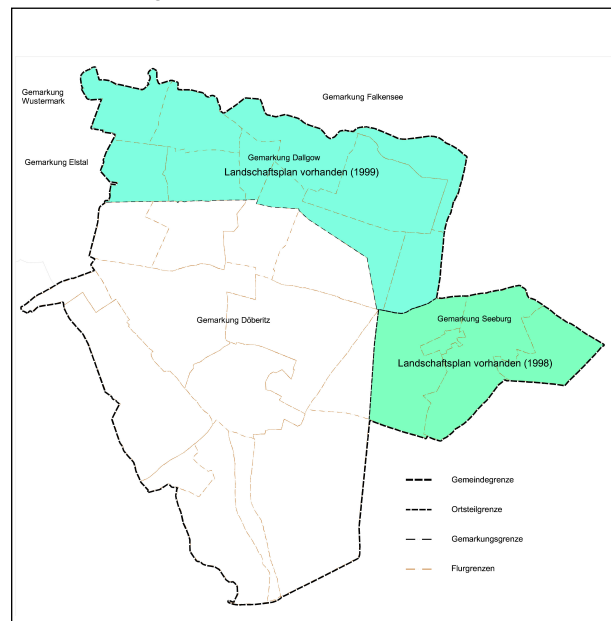 Gemarkung
Wustermark
Gemarkung Falkensee
Gemarkung Elstal
Gemarkung Dallgow
Landschaftsplan vorhanden (1999)
Gemarkung Döberitz
Gemarkung Seeburg
Landschaftsplan vorhanden (1998)
Gemeindegrenze
Ortsteilgrenze
Gemarkungsgrenze
Flurgrenzen